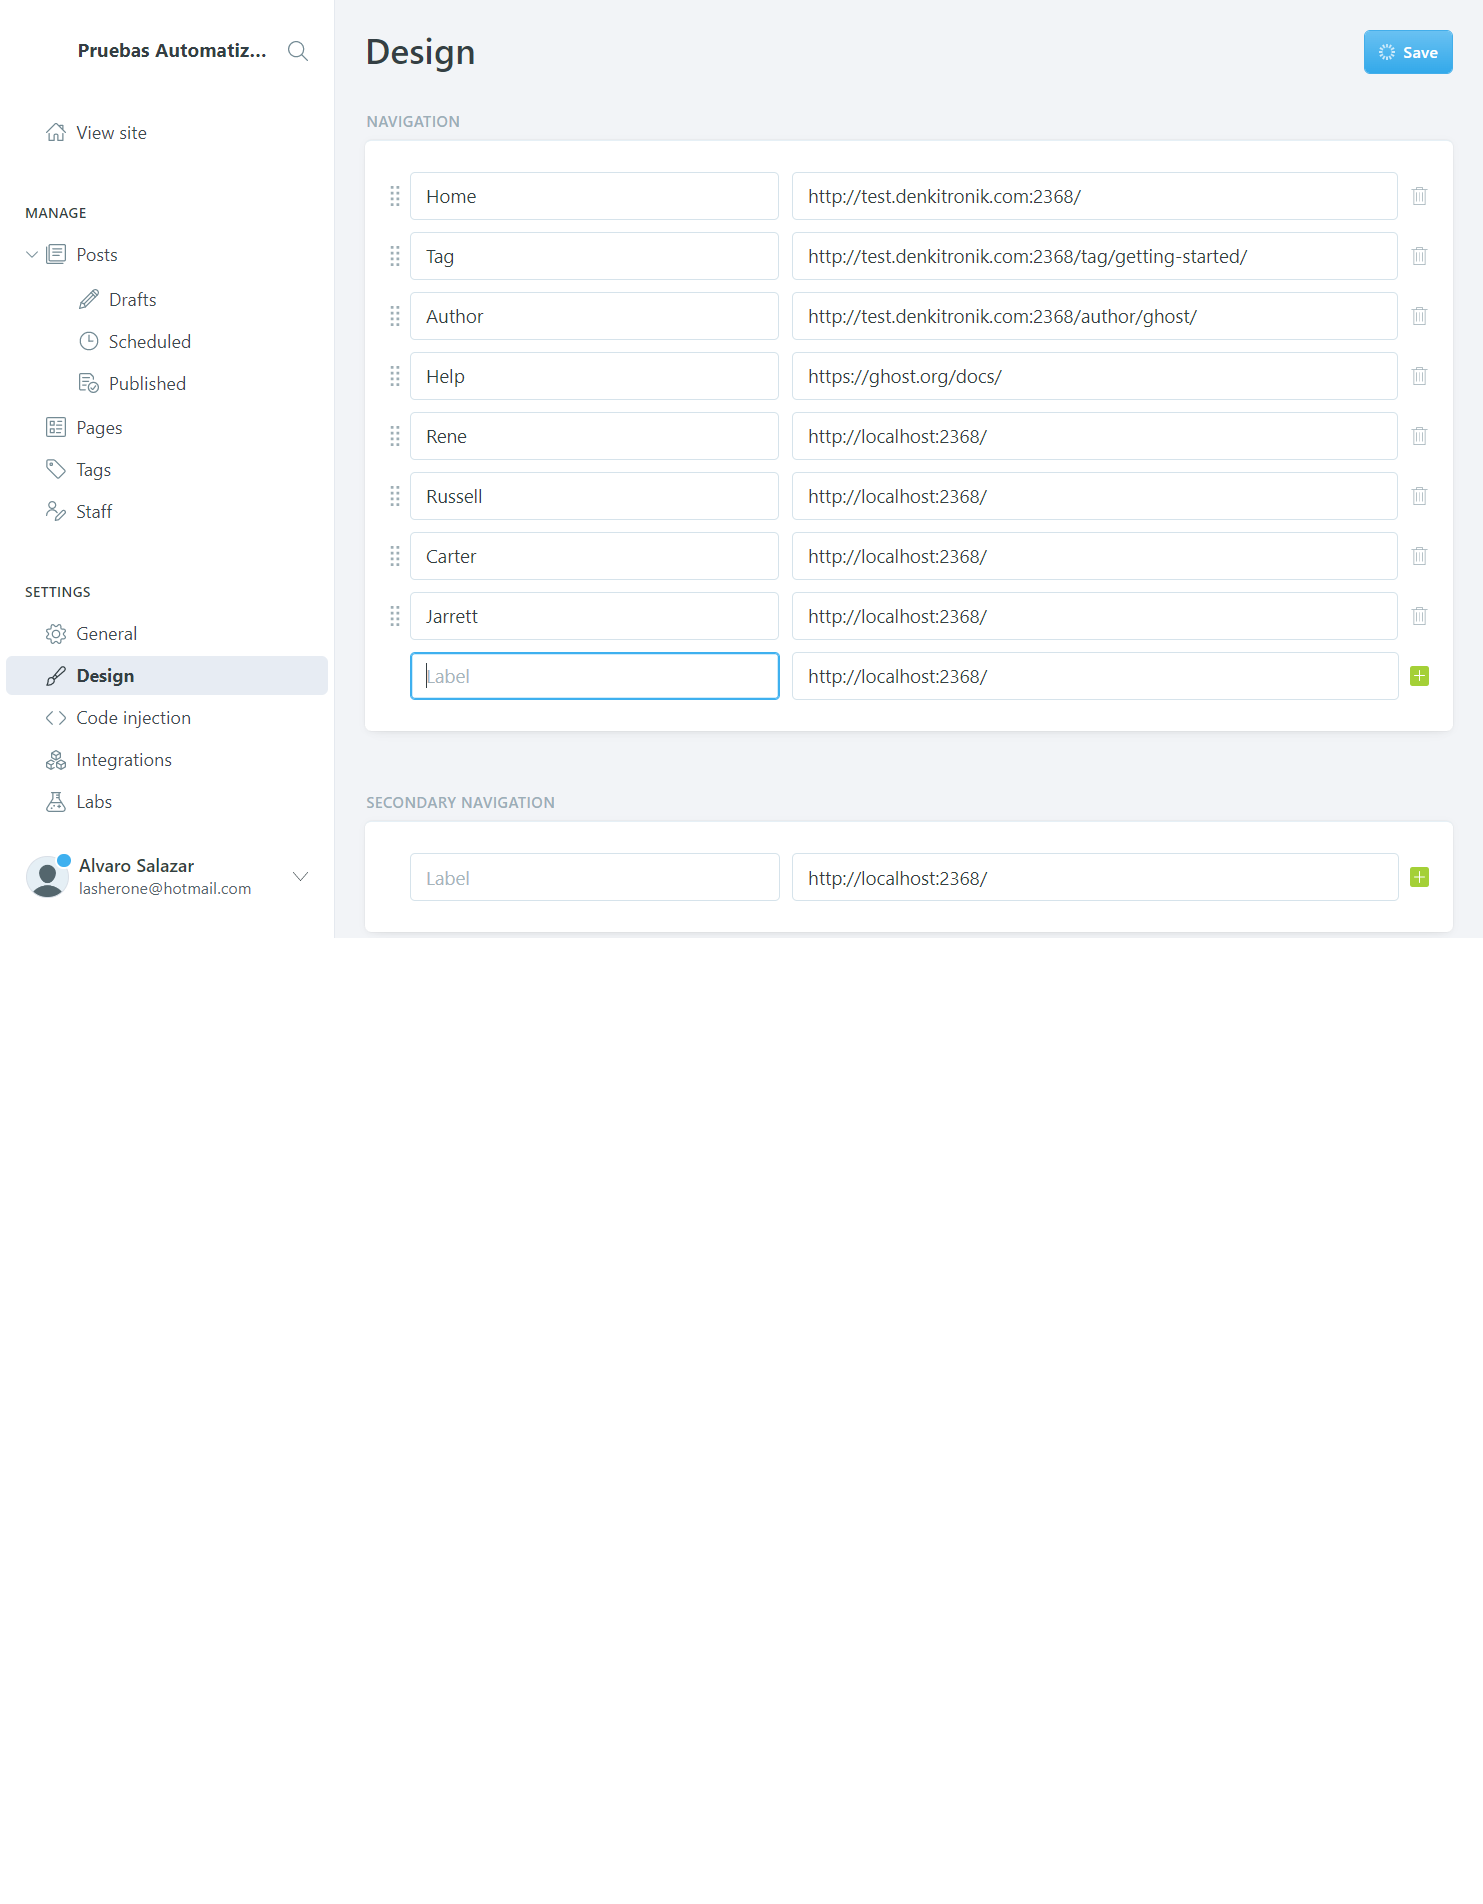 Pruebas Automatiz...
View site
MANAGE
Posts
Drafts
Scheduled
Published
Pages
Tags
Staff
SETTINGS
General
Design
Code injection
Integrations
Labs
Alvaro Salazar
lasherone@hotmail.com
Design
Save
NAVIGATION
Home http://test.denkitronik.com:2368/
Tag http://test.denkitronik.com:2368/tag/getting-started/
Author http://test.denkitronik.com:2368/author/ghost/
Help https://ghost.org/docs/
Rene http://localhost:2368/
Russell http://localhost:2368/
Carter http://localhost:2368/
Jarrett http://localhost:2368/
Label http://localhost:2368/
SECONDARY NAVIGATION
Label http://localhost:2368/